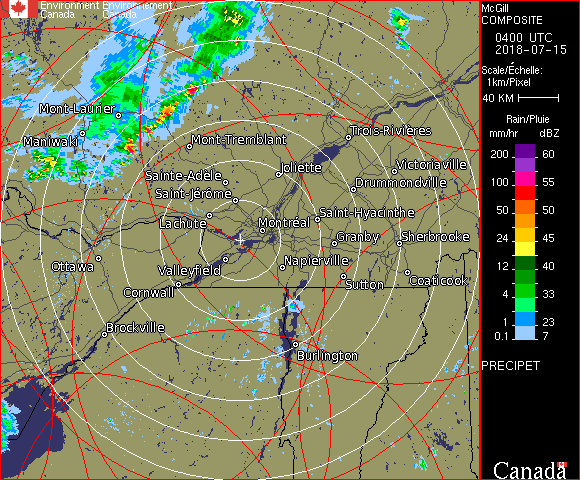 Environment Environnement
Canada Canada
McGill
COMPOSITE
0400 UTC
2018-07-15
Scale/Échelle:
1km/Pixel
40 KM
Rain/Pluie
mm/hr dBZ
200 60
100 55
50 50
24 45
12 40
4 33
1 23
0.1 7
PRECIPET
Mont-Laurier
Maniwaki
Mont-Tremblant
Trois-Rivières
Joliette
Victoriaville
Sainte-Adèle
Drummondville
Saint-Jérôme
Lachute
Saint-Hyacinthe
Montréal
Granby
Sherbrooke
Ottawa
Valleyfield
Napierville
Coaticook
Cornwall
Sutton
Brockville
Burlington
Canada